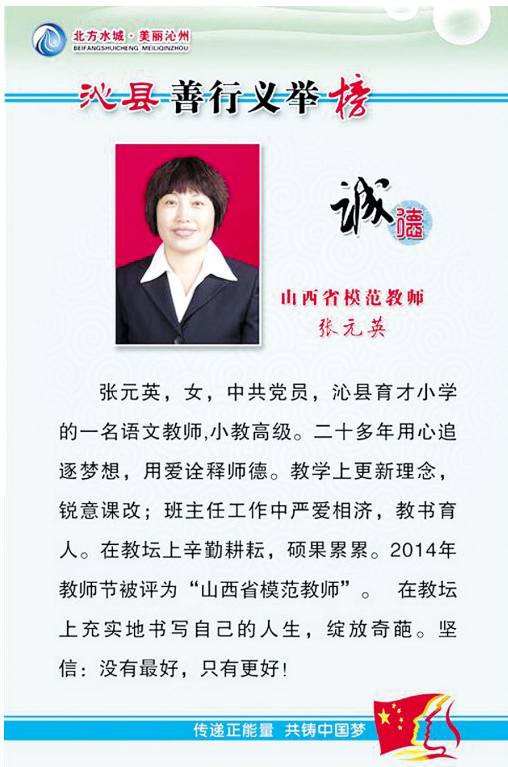 北方水城·美丽沁州
BEIFANGSHUICHENG MEILIQINZHOU
沁县善行义举榜
诚
德
山西省模范教师
张元英
张元英，女，中共党员，沁县育才小学
的一名语文教师,小教高级。二十多年用心追
逐梦想，用爱诠释师德。教学上更新理念，
锐意课改；班主任工作中严爱相济，教书育
人。在教坛上辛勤耕耘，硕果累累。2014年
教师节被评为“山西省模范教师”。 在教坛
上充实地书写自己的人生，绽放奇葩。坚
信：没有最好，只有更好！
传递正能量 共铸中国梦